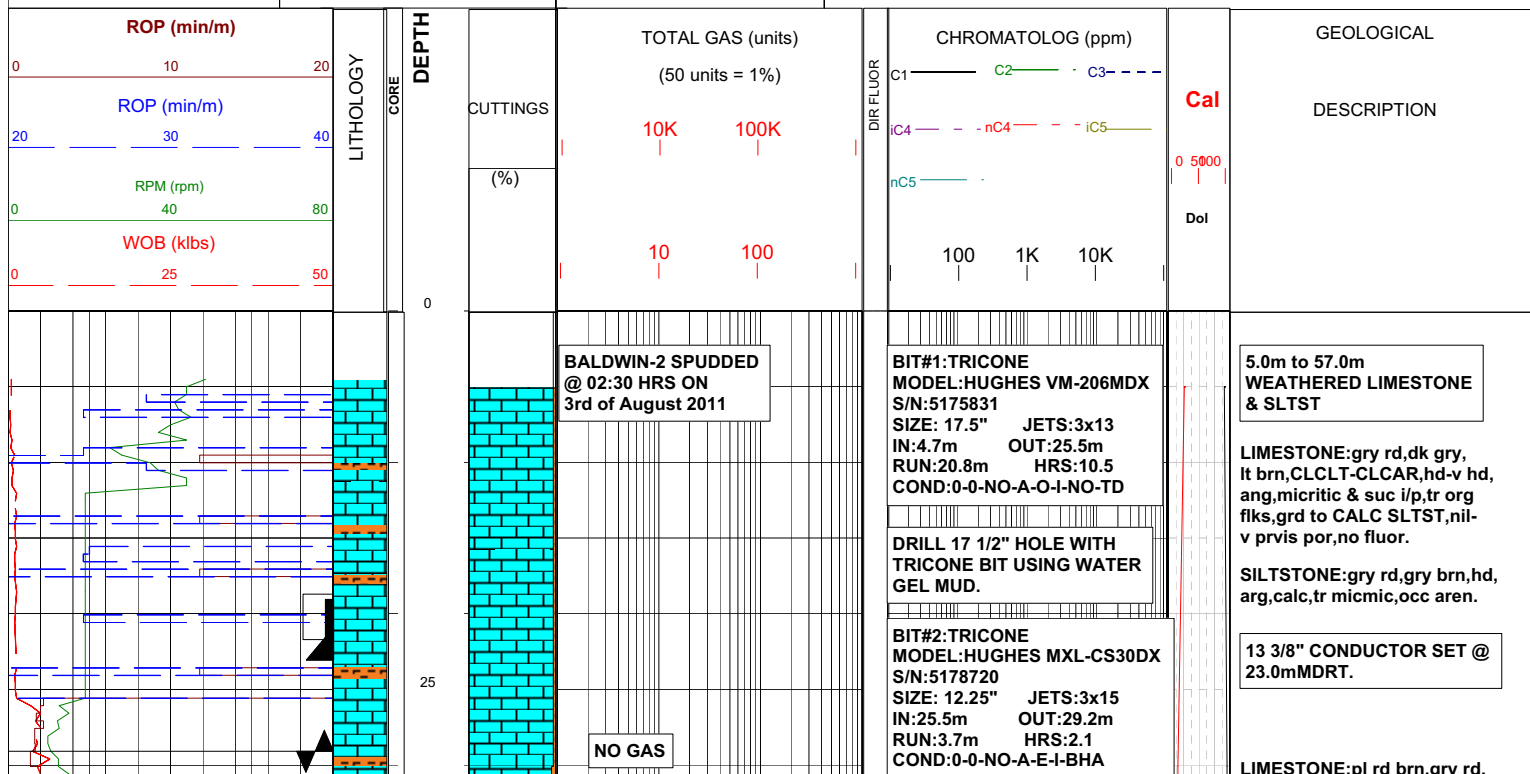 ROP (min/m)
0 10 20
ROP (min/m)
20 30 40
RPM (rpm)
0 40 80
WOB (klbs)
0 25 50
LITHOLOGY
CORE
DEPTH
0
25
CUTTINGS
(%)
TOTAL GAS (units)
(50 units = 1%)
10K 100K
10 100
DIR FLUOR
CHROMATOLOG (ppm)
C1 C2 C3
iC4 nC4 iC5
nC5
100 1K 10K
Cal
0 50 100
Dol
GEOLOGICAL
DESCRIPTION
BALDWIN-2 SPUDDED
@ 02:30 HRS ON
3rd of August 2011
NO GAS
BIT#1:TRICONE
MODEL:HUGHES VM-206MDX
S/N:5175831
SIZE: 17.5" JETS:3x13
IN:4.7m OUT:25.5m
RUN:20.8m HRS:10.5
COND:0-0-NO-A-O-I-NO-TD
DRILL 17 1/2" HOLE WITH
TRICONE BIT USING WATER
GEL MUD.
BIT#2:TRICONE
MODEL:HUGHES MXL-CS30DX
S/N:5178720
SIZE: 12.25" JETS:3x15
IN:25.5m OUT:29.2m
RUN:3.7m HRS:2.1
COND:0-0-NO-A-E-I-BHA
5.0m to 57.0m
WEATHERED LIMESTONE
& SLTST
LIMESTONE:gry rd,dk gry,
lt brn,CLCLT-CLCAR,hd-v hd,
ang,micritic & suc i/p,tr org
flks,grd to CALC SLTST,nil-
v prvis por,no fluor.
SILTSTONE:gry rd,gry brn,hd,
arg,calc,tr micmic,occ aren.
13 3/8" CONDUCTOR SET @
23.0mMDRT.
LIMESTONE:pl rd brn,gry rd,